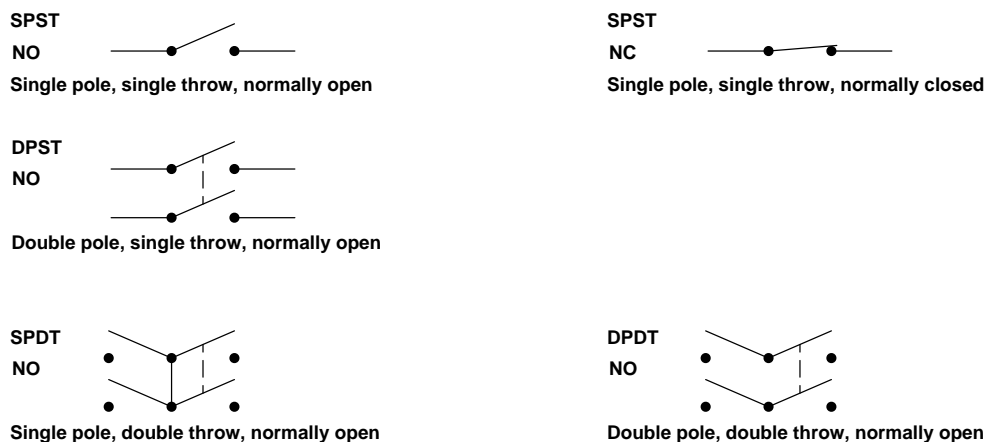 SPST
NO
Single pole, single throw, normally open
SPST
NC
Single pole, single throw, normally closed
DPST
NO
Double pole, single throw, normally open
SPDT
NO
Single pole, double throw, normally open
DPDT
NO
Double pole, double throw, normally open